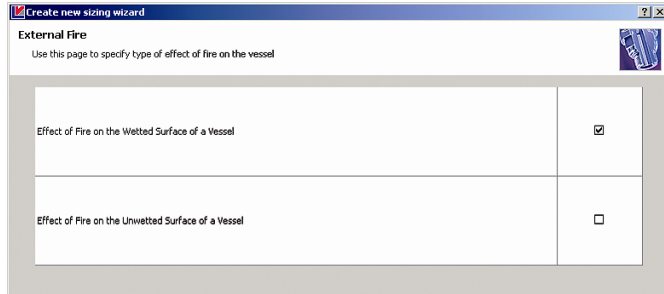 Create new sizing wizard
External Fire
Use this page to specify type of effect of fire on the vessel
Effect of Fire on the Wetted Surface of a Vessel
Effect of Fire on the Unwetted Surface of a Vessel